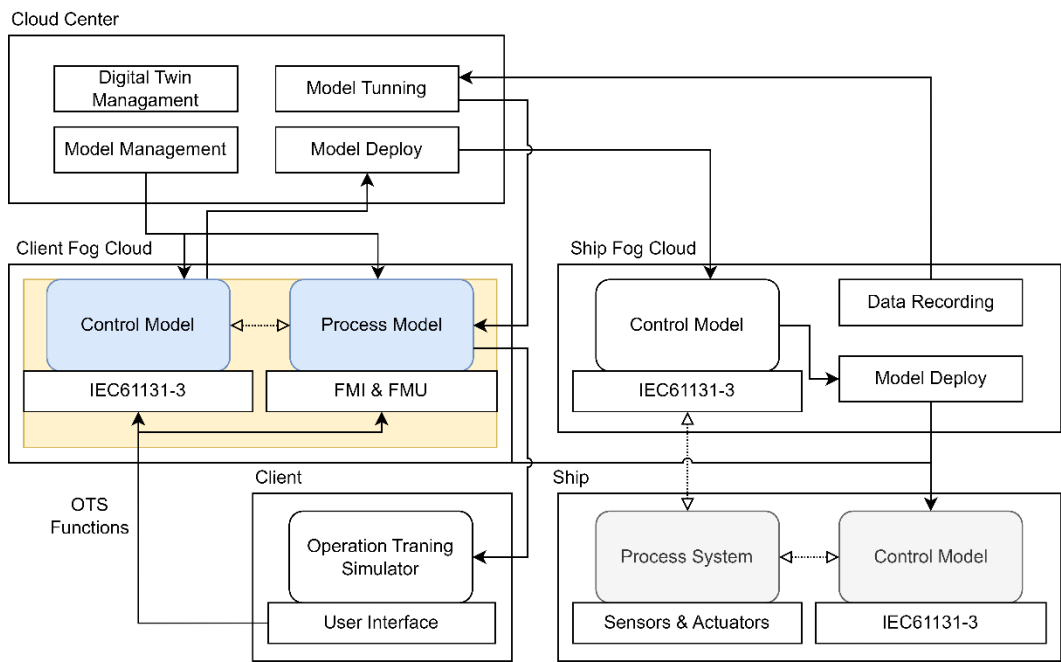 Cloud Center
Digital Twin
Managament
Model Tunning
Model Management
Model Deploy
Client Fog Cloud
Control Model
Process Model
IEC61131-3
FMI & FMU
Ship Fog Cloud
Control Model
IEC61131-3
Data Recording
Model Deploy
OTS
Functions
Client
Operation Traning
Simulator
User Interface
Ship
Process System
Control Model
Sensors & Actuators
IEC61131-3